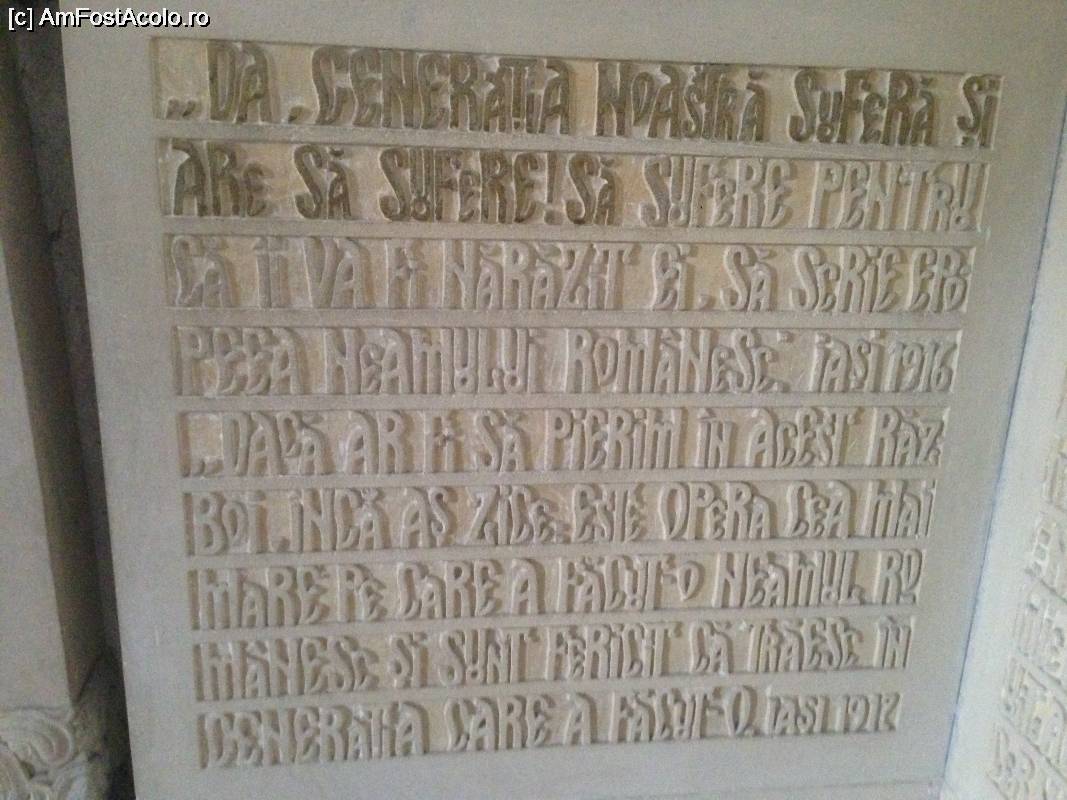 [c] AmFostAcolo.ro
„DA, GENERAȚIA NOASTRĂ SUFERĂ ȘI
ARE SĂ SUFERE! SĂ SUFERE PENTRU
CĂ II VA FI NĂRĂZIT EI, SĂ SCRIE EPO
PEEA NEAMULUI ROMÂNESC" IAȘI 1916
„DACĂ AR FI SĂ PIERIM ÎN ACEST RĂZ
BOI, INCĂ AȘ ZICE: ESTE OPERA CEA MAI
MARE PE CARE A FĂCUT-O NEAMUL RO
MÂNESC ȘI SUNT FERICIT CĂ TRĂESC ÎN
GENERAȚIA CARE A FĂCUT-O. IAȘI 1917